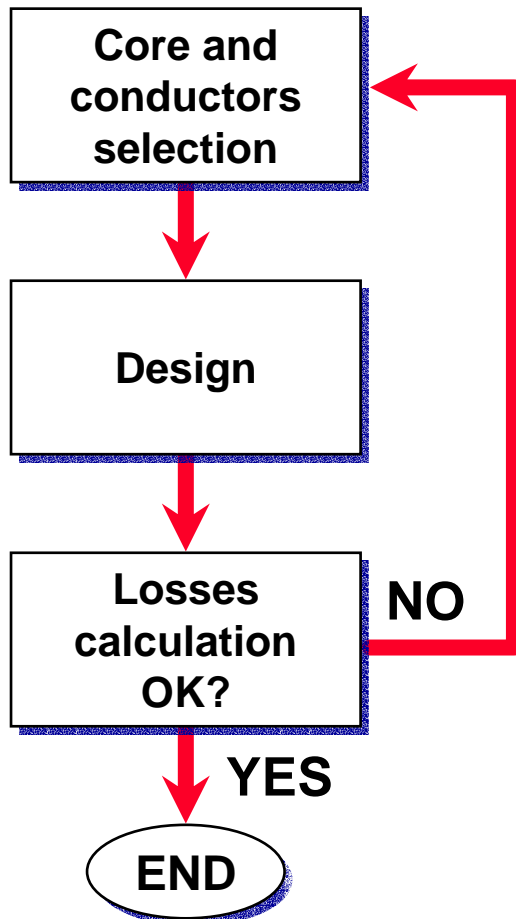 Core and
conductors
selection
Design
Losses
calculation
OK?
NO
YES
END